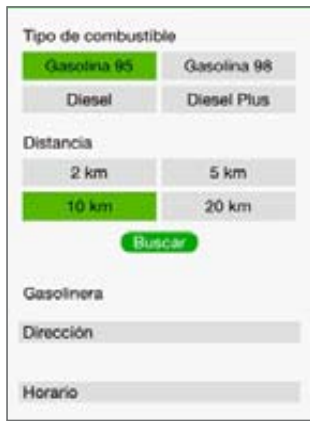 Tipo de combustible
Gasolina 95 Gasolina 98
Diesel Diesel Plus
Distancia
2 km 5 km
10 km 20 km
Buscar
Gasolinera
Dirección
Horario